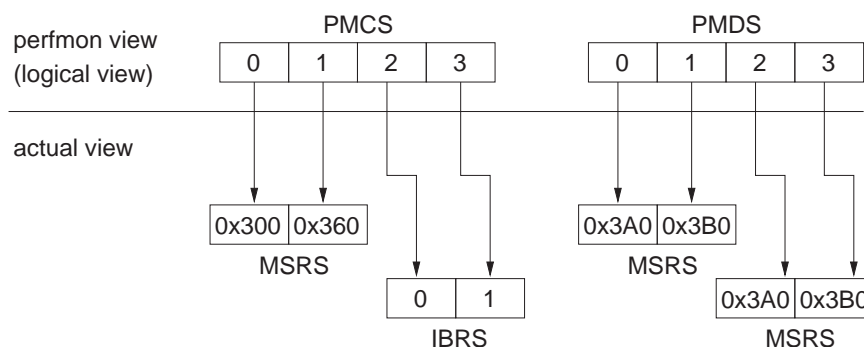 PMCS PMDS
perfmon view
(logical view)
0 1 2 3 0 1 2 3
actual view
0x300 0x360 0x3A0 0x3B0
MSRS MSRS
0 1 0x3A0 0x3B0
IBRS MSRS